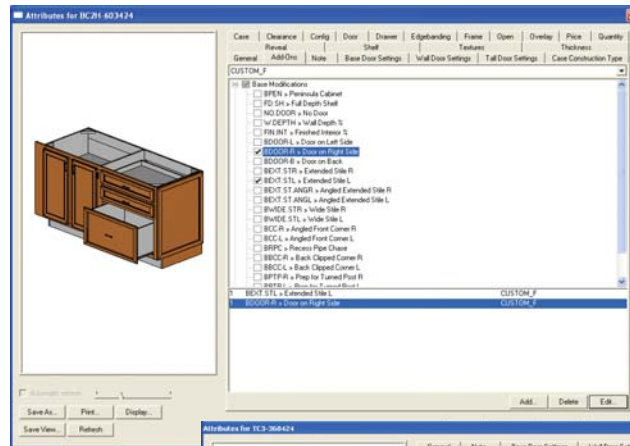 Attributes for BC2H-603424
Case Clearance Config Door Drawer Edgebanding Frame Open Overlay Price Quantity
Reveal Shelf Textures Thickness
General Add-Ons Note Base Door Settings Wall Door Settings Tall Door Settings Case Construction Type
CUSTOM_F
Base Modifications
BPEN » Peninsula Cabinet
FD.SH » Full Depth Shelf
NO.DOOR » No Door
W.DEPTH » Wall Depth %
FIN.INT » Finished Interior %
BDOOR-L » Door on Left Side
BDOOR-R » Door on Right Side
BDOOR-B » Door on Back
BEXT.STR » Extended Stile R
BEXT.STL » Extended Stile L
BEXT.ST.ANGR » Angled Extended Stile R
BEXT.ST.ANGL » Angled Extended Stile L
BWIDE.STR » Wide Stile R
BWIDE.STL » Wide Stile L
BCC-R » Angled Front Corner R
BCC-L » Angled Front Corner L
BRPC » Recess Pipe Chase
BBCC-R » Back Clipped Corner R
BBCC-L » Back Clipped Corner L
BPTP-R » Prep for Turned Post R
BPTP-L » Prep for Turned Post L
1 BEXT.STL » Extended Stile L CUSTOM_F
1 BDOOR-R » Door on Right Side CUSTOM_F
Automatic refresh
Add... Delete Edit...
Save As... Print... Display...
Save View... Refresh
Attributes for TC3-368424
General Note Base Door Settings